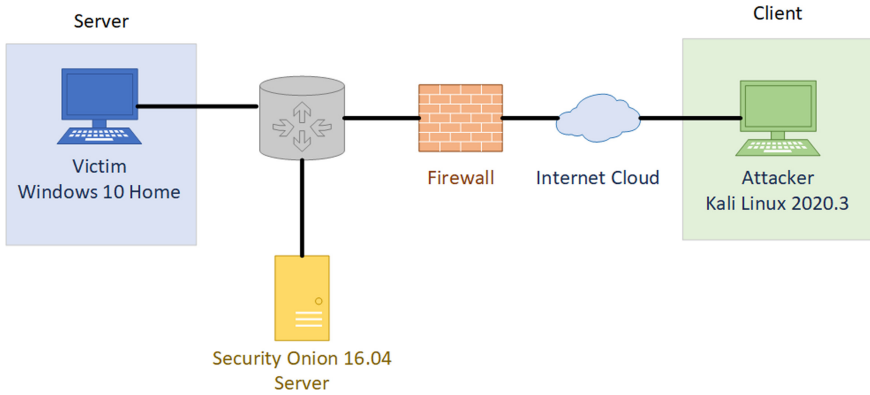 Server
Client
Victim
Windows 10 Home
Firewall
Internet Cloud
Attacker
Kali Linux 2020.3
Security Onion 16.04
Server